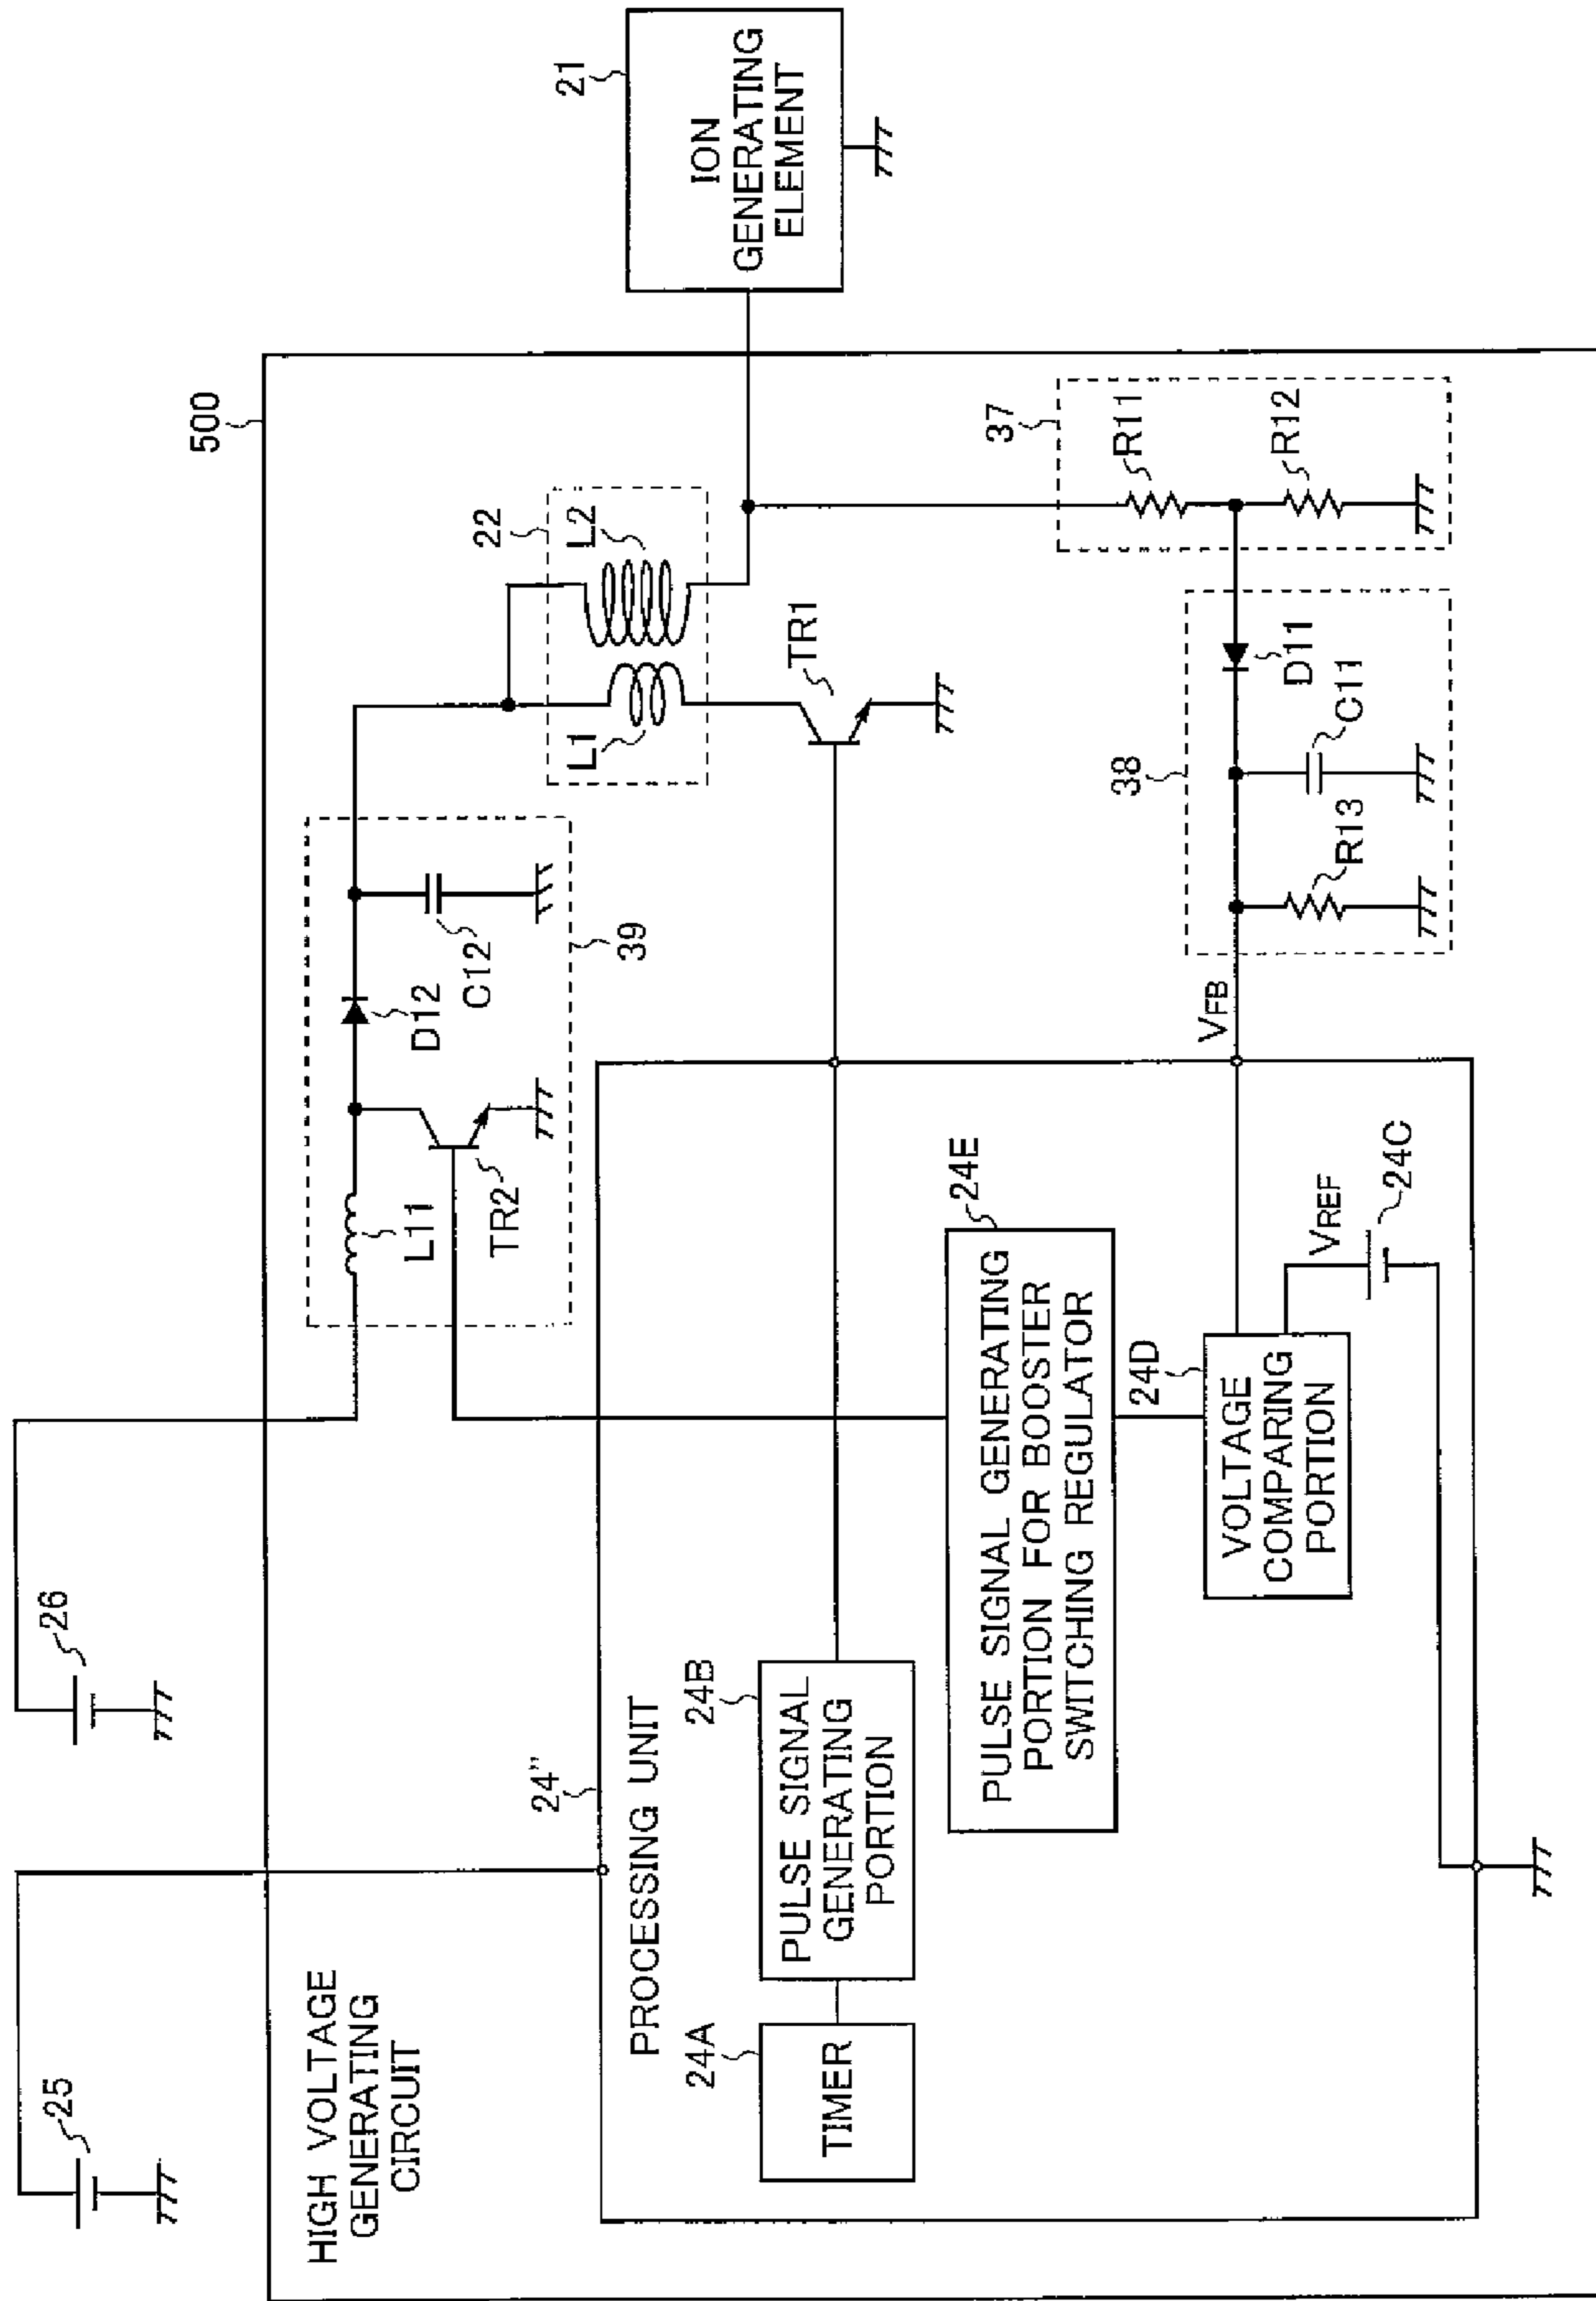 25
26
HIGH VOLTAGE
GENERATING
CIRCUIT
500
L11
D12
C12
TR2
39
22
L1
L2
TR1
21
ION
GENERATING
ELEMENT
24"
PROCESSING UNIT
24A
TIMER
24B
PULSE SIGNAL
GENERATING
PORTION
24E
PULSE SIGNAL GENERATING
PORTION FOR BOOSTER
SWITCHING REGULATOR
24D
VOLTAGE
COMPARING
PORTION
VREF
24C
VFB
38
R13
C11
D11
37
R11
R12